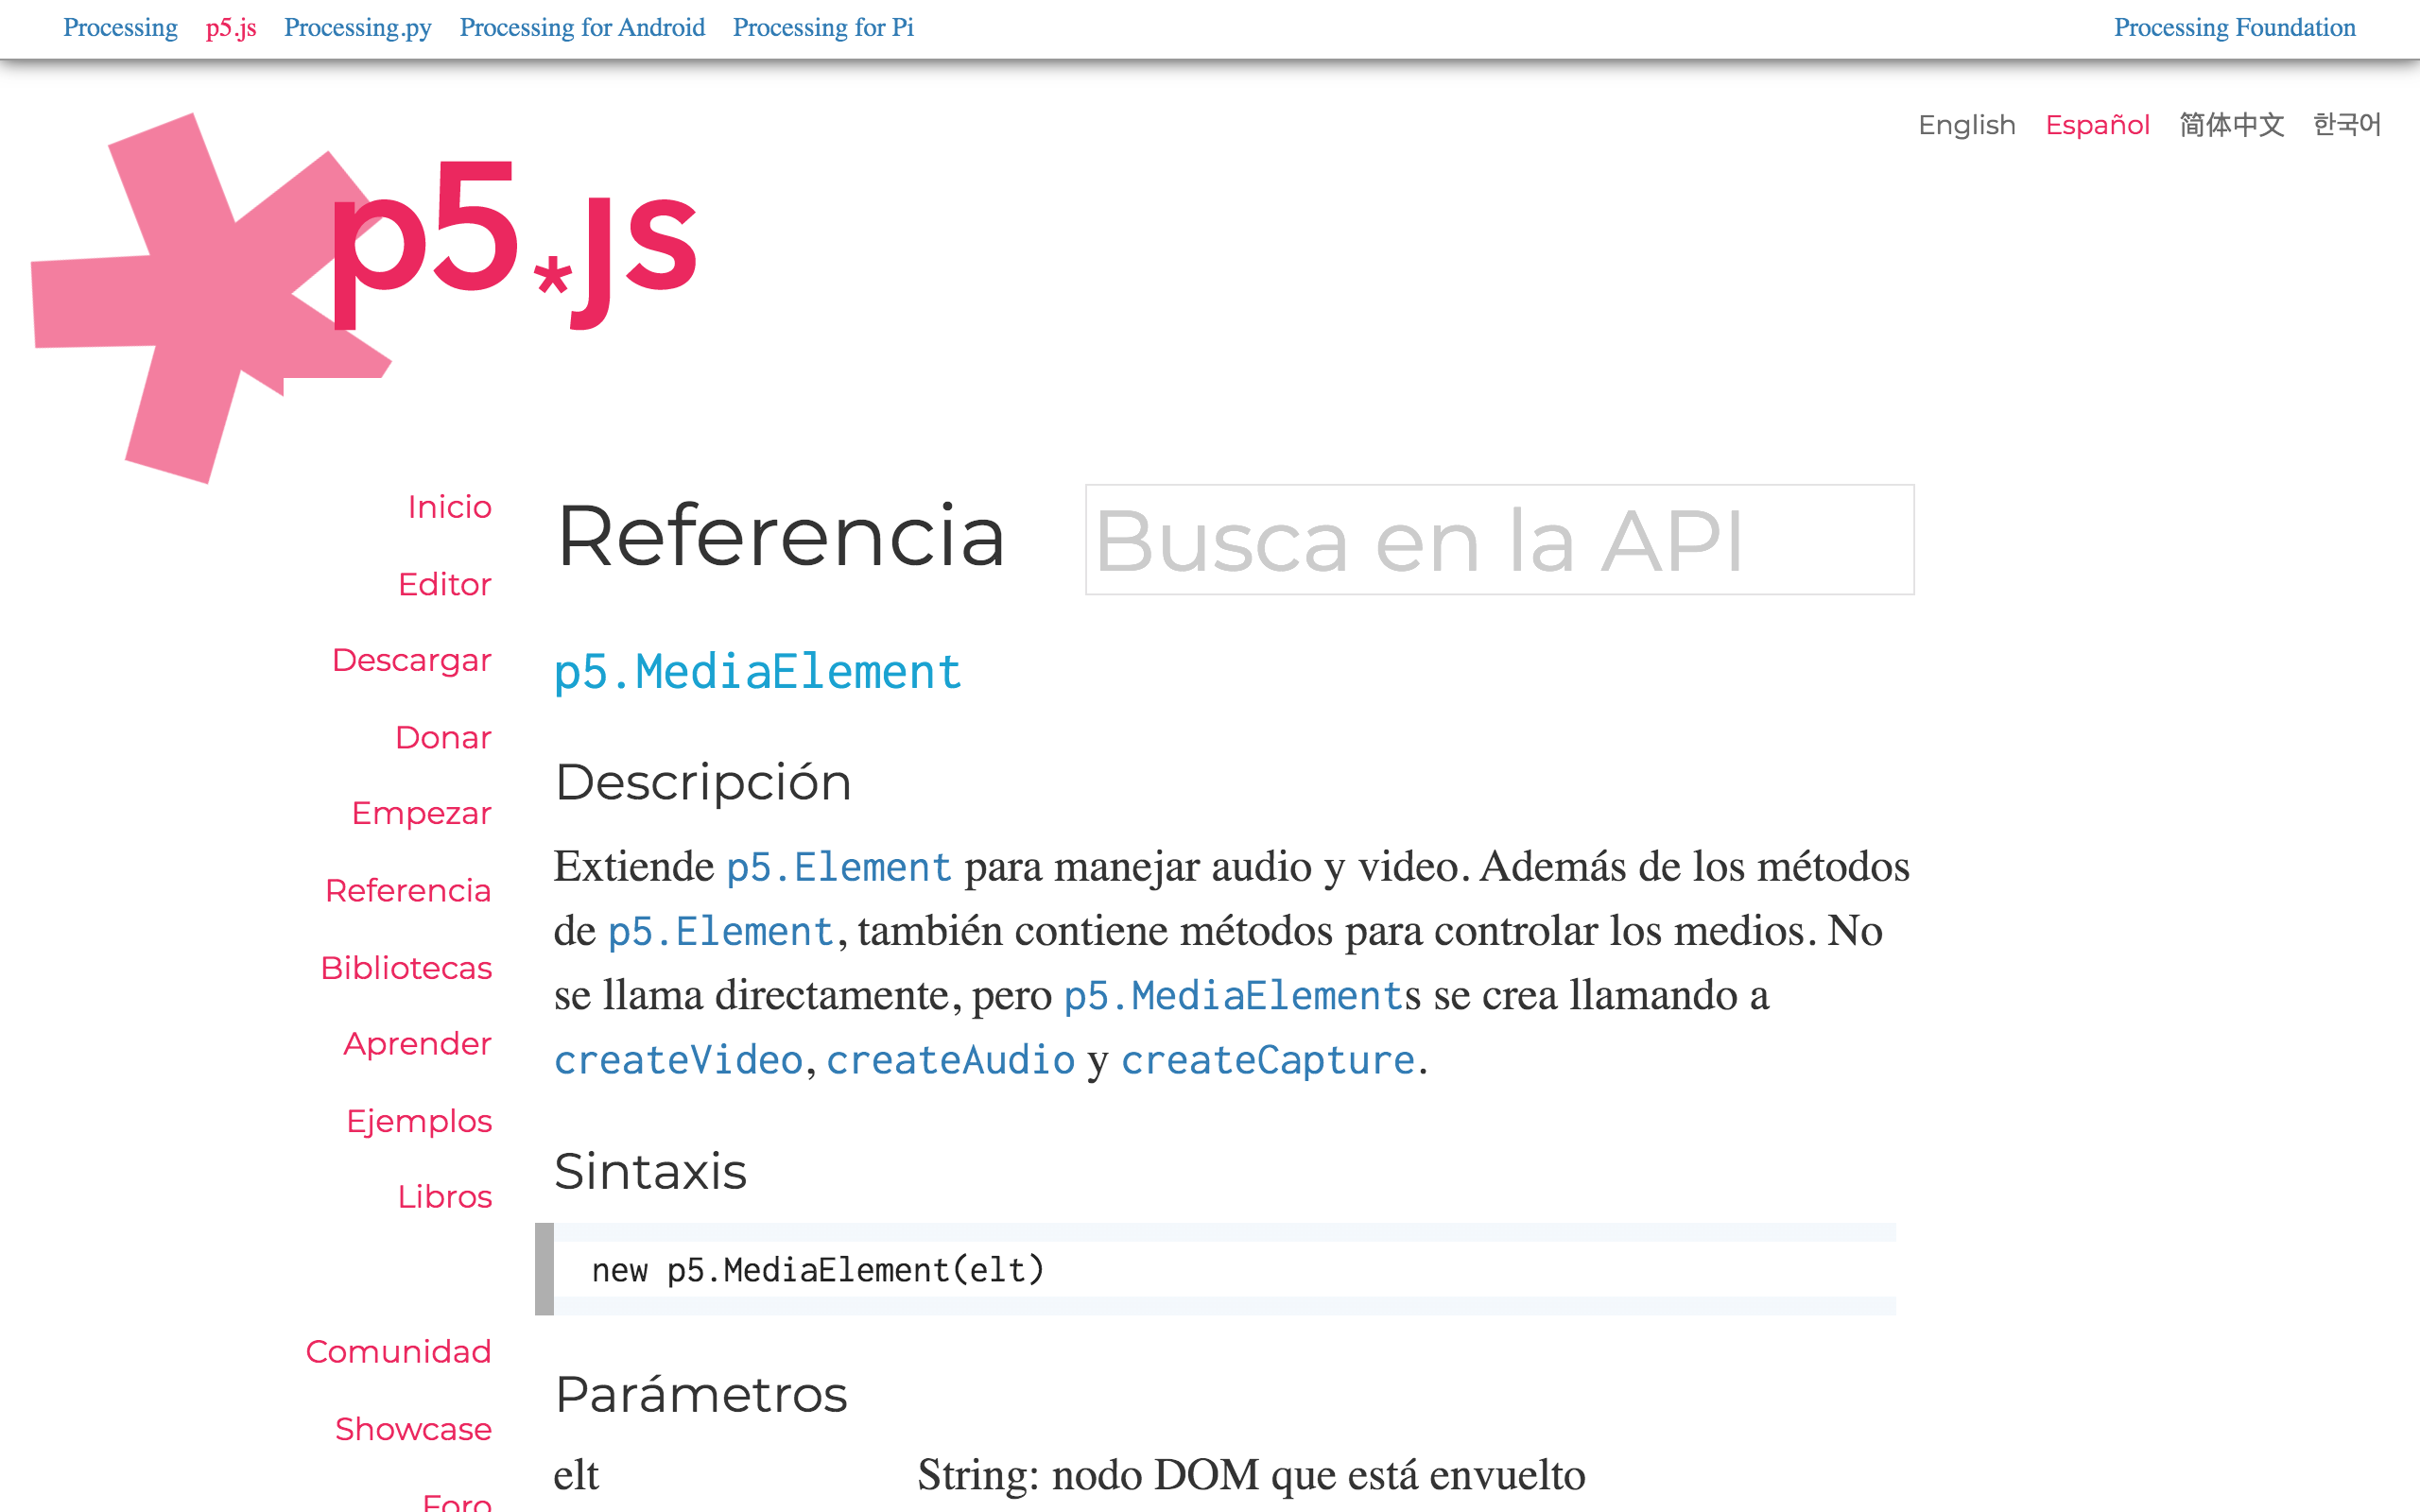 Processing p5.js Processing.py Processing for Android Processing for Pi Processing Foundation
English Español 简体中文 한국어
p5*js
Inicio
Editor
Descargar
Donar
Empezar
Referencia
Bibliotecas
Aprender
Ejemplos
Libros
Comunidad
Showcase
Foro
Referencia
Busca en la API
p5.MediaElement
Descripción
Extiende p5.Element para manejar audio y video. Además de los métodos
de p5.Element, también contiene métodos para controlar los medios. No
se llama directamente, pero p5.MediaElements se crea llamando a
createVideo, createAudio y createCapture.
Sintaxis
new p5.MediaElement(elt)
Parámetros
elt String: nodo DOM que está envuelto